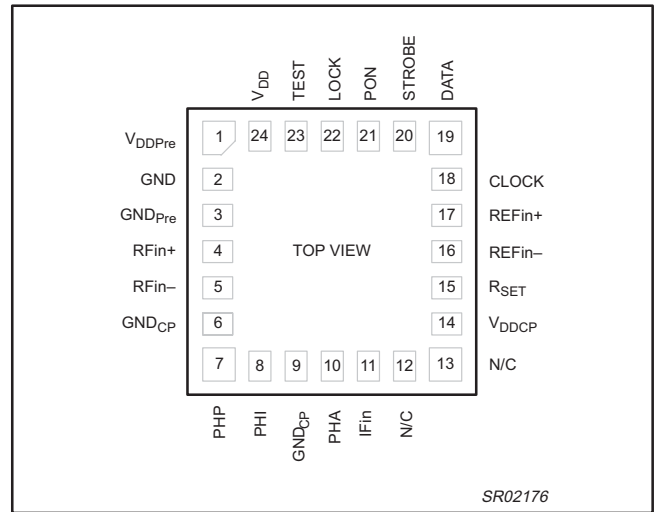 VDD
TEST
LOCK
PON
STROBE
DATA
VDDPre 1 24 23 22 21 20 19
GND 2 18 CLOCK
GNDPre 3 17 REFin+
RFin+ 4 TOP VIEW 16 REFin–
RFin– 5 15 RSET
GNDCP 6 14 VDDCP
7 8 9 10 11 12 13 N/C
PHP
PHI
GNDCP
PHA
IFin
N/C
SR02176